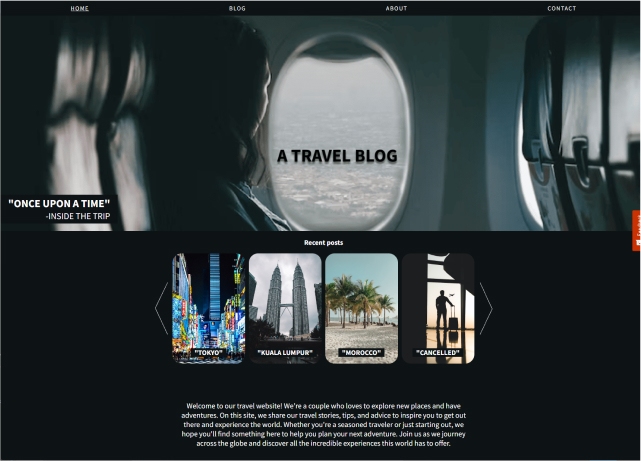 HOME
BLOG
ABOUT
CONTACT
A TRAVEL BLOG
"ONCE UPON A TIME"
-INSIDE THE TRIP
Recent posts
"TOKYO"
"KUALA LUMPUR"
"MOROCCO"
"CANCELLED"
Welcome to our travel website! We're a couple who loves to explore new places and have
adventures. On this site, we share our travel stories, tips, and advice to inspire you to get out
there and experience the world. Whether you're a seasoned traveler or just starting out, we
hope you'll find something here to help you plan your next adventure. Join us as we journey
across the globe and discover all the incredible experiences this world has to offer.